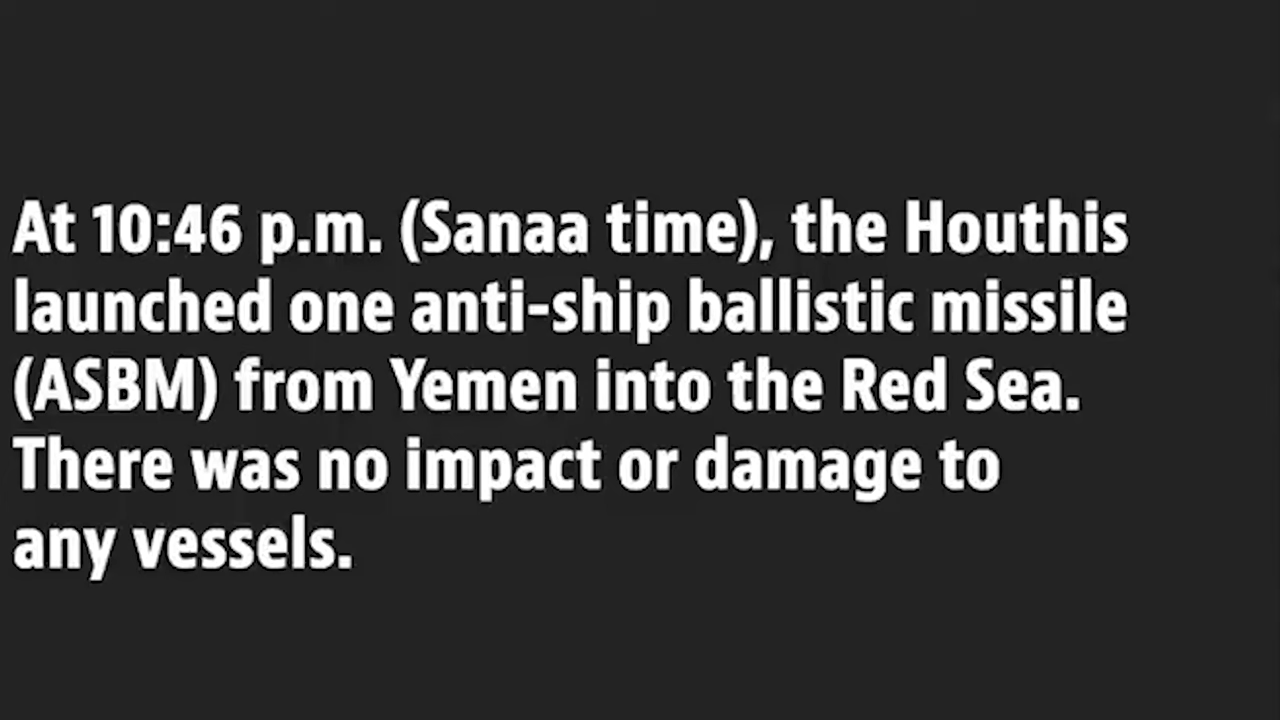 At 10:46 p.m. (Sanaa time), the Houthis
launched one anti-ship ballistic missile
(ASBM) from Yemen into the Red Sea.
There was no impact or damage to
any vessels.